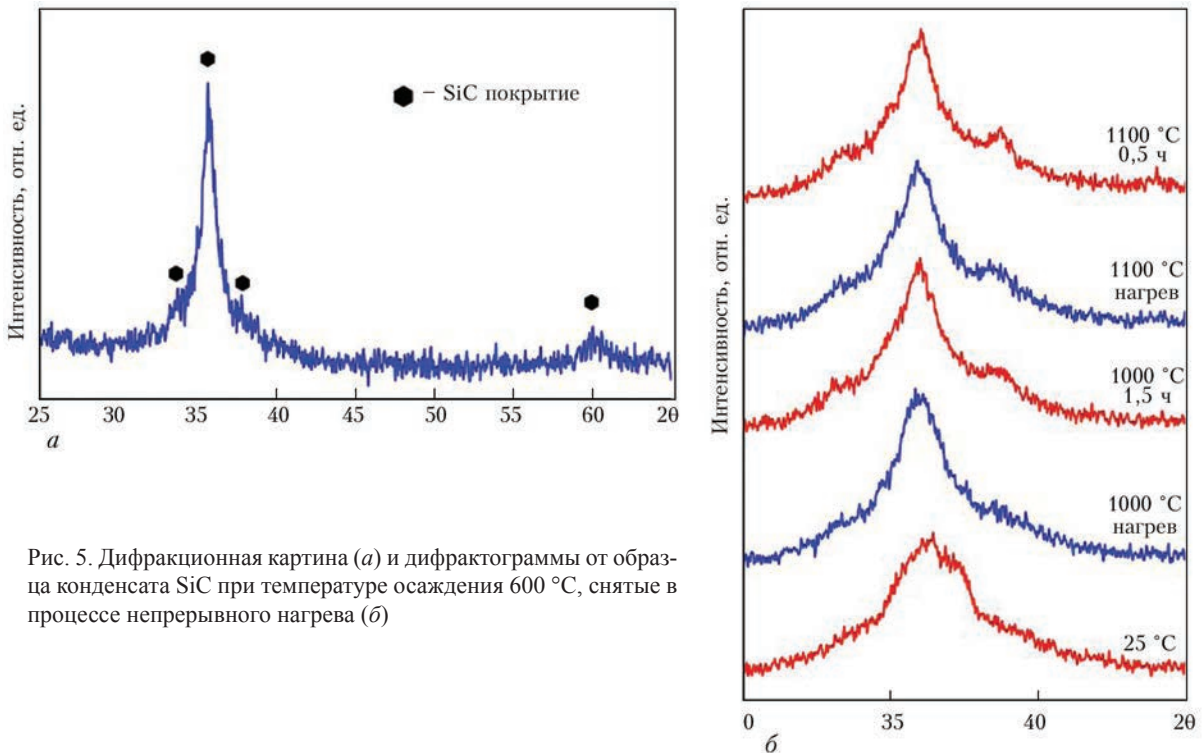 Интенсивность, отн. ед.
– SiC покрытие
25 30 35 40 45 50 55 60 2θ
а
Рис. 5. Дифракционная картина (а) и дифрактограммы от образ-
ца конденсата SiC при температуре осаждения 600 °C, снятые в
процессе непрерывного нагрева (б)
Интенсивность, отн. ед.
1100 °C
0,5 ч
1100 °C
нагрев
1000 °C
1,5 ч
1000 °C
нагрев
25 °C
0 35 40 2θ
б